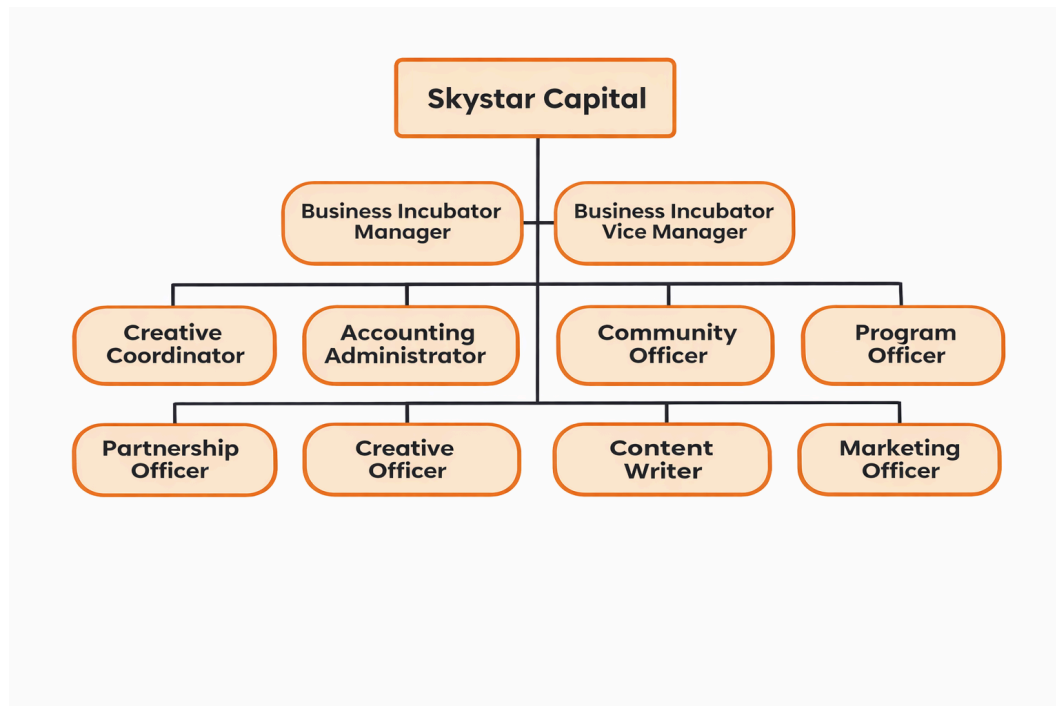 Skystar Capital
Business Incubator
Manager
Business Incubator
Vice Manager
Creative
Coordinator
Accounting
Administrator
Community
Officer
Program
Officer
Partnership
Officer
Creative
Officer
Content
Writer
Marketing
Officer